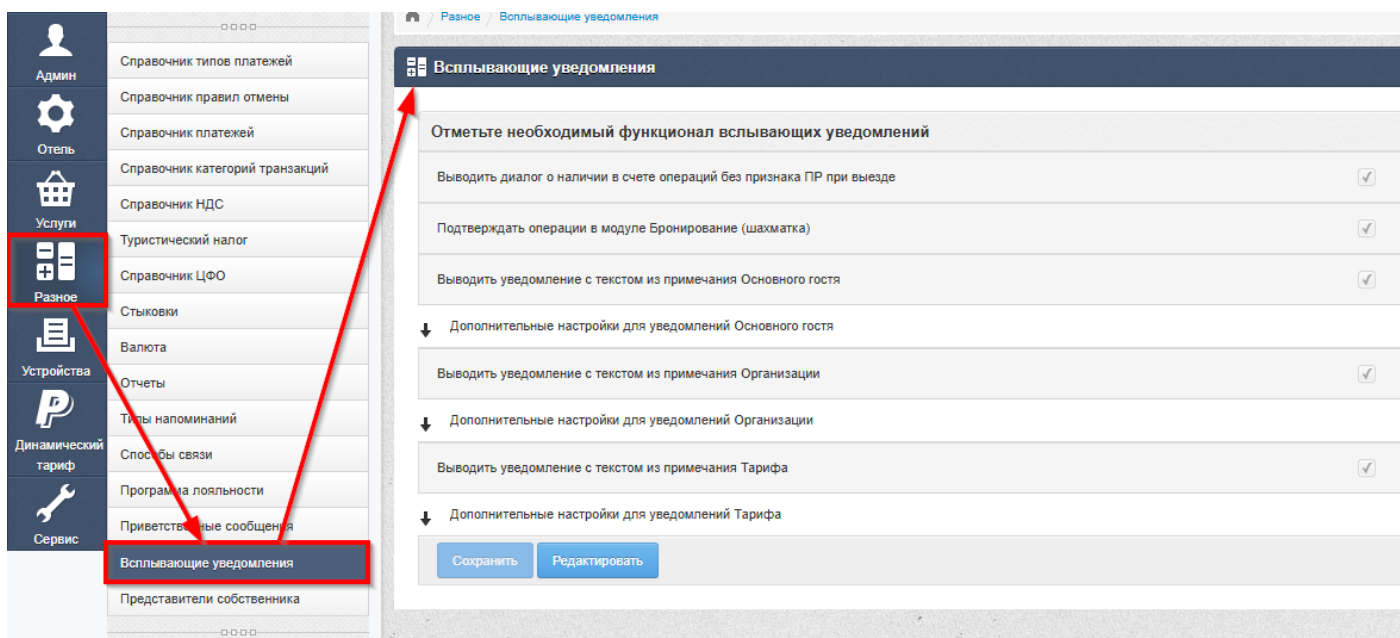 Админ
Отель
Услуги
Разное
Устройства
Динамический
тариф
Сервис
Справочник типов платежей
Справочник правил отмены
Справочник платежей
Справочник категорий транзакций
Справочник НДС
Туристический налог
Справочник ЦФО
Стыковки
Валюта
Отчеты
Типы напоминаний
Способы связи
Программа лояльности
Приветственные сообщения
Всплывающие уведомления
Представители собственника
Разное / Всплывающие уведомления
Всплывающие уведомления
Отметьте необходимый функционал вслывающих уведомлений
Выводить диалог о наличии в счете операций без признака ПР при выезде
Подтверждать операции в модуле Бронирование (шахматка)
Выводить уведомление с текстом из примечания Основного гостя
Дополнительные настройки для уведомлений Основного гостя
Выводить уведомление с текстом из примечания Организации
Дополнительные настройки для уведомлений Организации
Выводить уведомление с текстом из примечания Тарифа
Дополнительные настройки для уведомлений Тарифа
Сохранить Редактировать